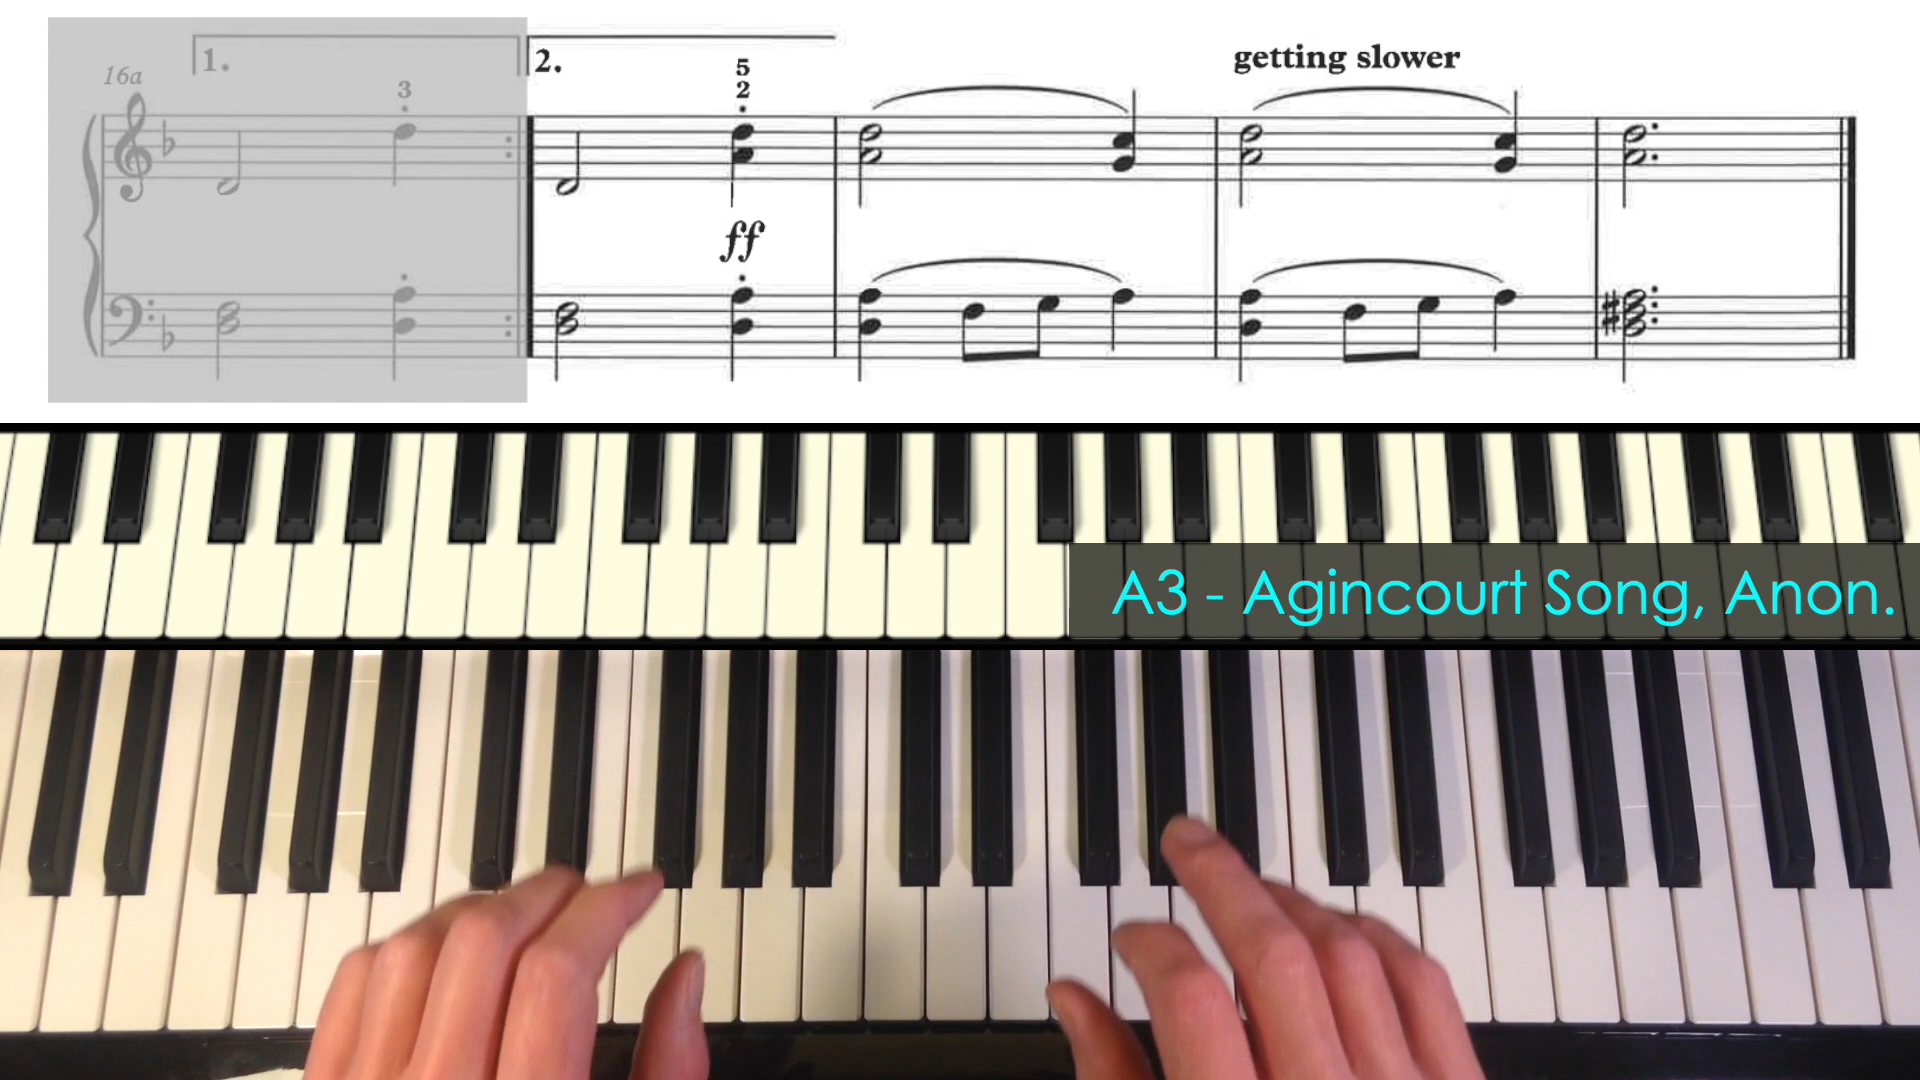 1.
2.
getting slower
16a
3
5
2
ff
A3 - Agincourt Song, Anon.